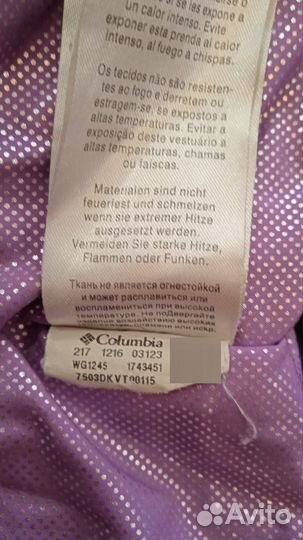 un calor intenso. Evite
exponer esta prenda al calor
intenso, al fuego a chispas.
Os tecidos não são resisten-
tes ao fogo e derretem ou
estragem-se, se expostos a
altas temperaturas. Evitar a
exposição deste vestuário a
altas temperaturas, chamas
ou faiscas.
Materialen sind nicht
feuerfest und schmelzen
wenn sie extremer Hitze
ausgesetzt werden.
Vermeiden Sie starke Hitze,
Flammen oder Funken.
Ткань не является огнестойкой
и может расплавиться или
воспламениться при высокой
температуре. Не подвергайте
изделия воздействию высоких
Columbia
217 1216 03123
WG1245 1743451
7503DKVT00115
Avito